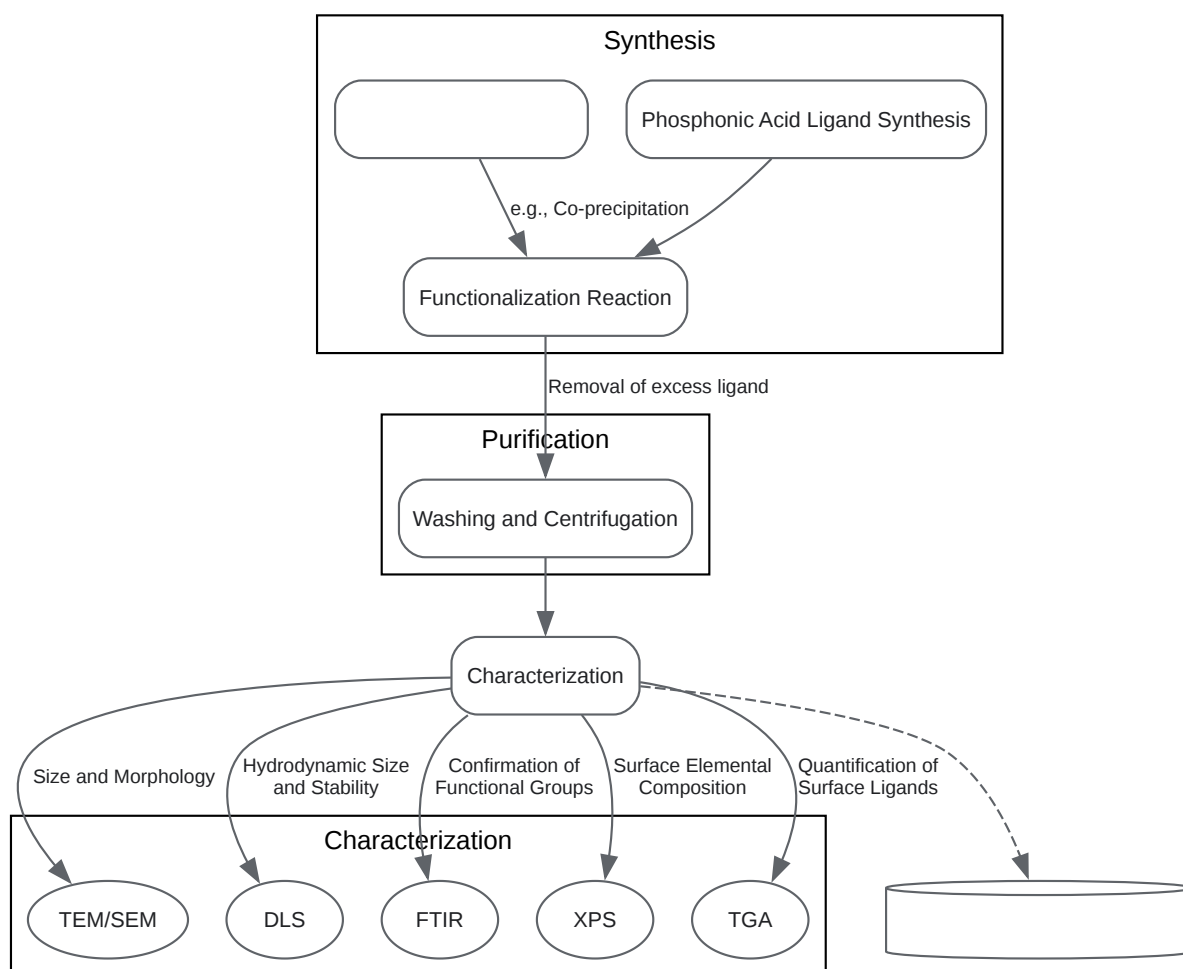 Synthesis
Phosphonic Acid Ligand Synthesis
e.g., Co-precipitation
Functionalization Reaction
Removal of excess ligand
Purification
Washing and Centrifugation
Characterization
Size and Morphology
Hydrodynamic Size
and Stability
Confirmation of
Functional Groups
Surface Elemental
Composition
Quantification of
Surface Ligands
Characterization
TEM/SEM
DLS
FTIR
XPS
TGA